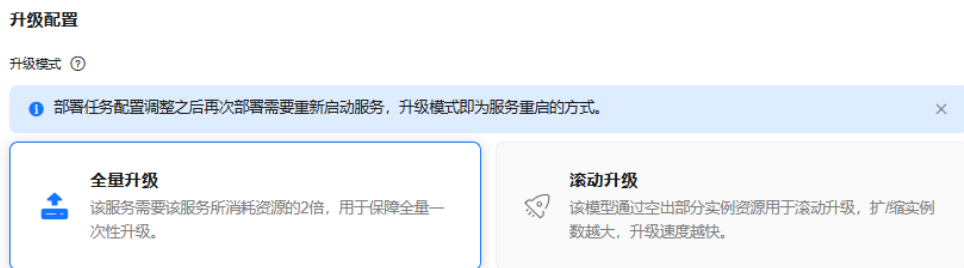 升级配置
升级模式
部署任务配置调整之后再次部署需要重新启动服务，升级模式即为服务重启的方式。
全量升级
该服务需要该服务所消耗资源的2倍，用于保障全量一
次性升级。
滚动升级
该模型通过空出部分实例资源用于滚动升级，扩/缩实例
数越大，升级速度越快。